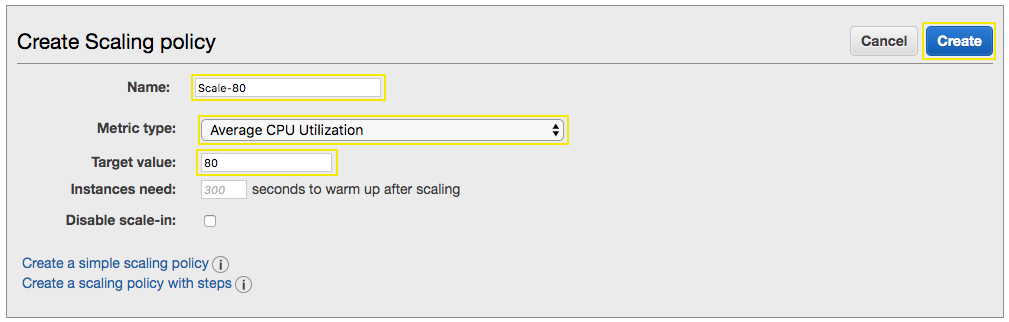 Create Scaling policy Cancel Create
Name: Scale-80
Metric type: Average CPU Utilization
Target value: 80
Instances need: 300 seconds to warm up after scaling
Disable scale-in:
Create a simple scaling policy i
Create a scaling policy with steps i